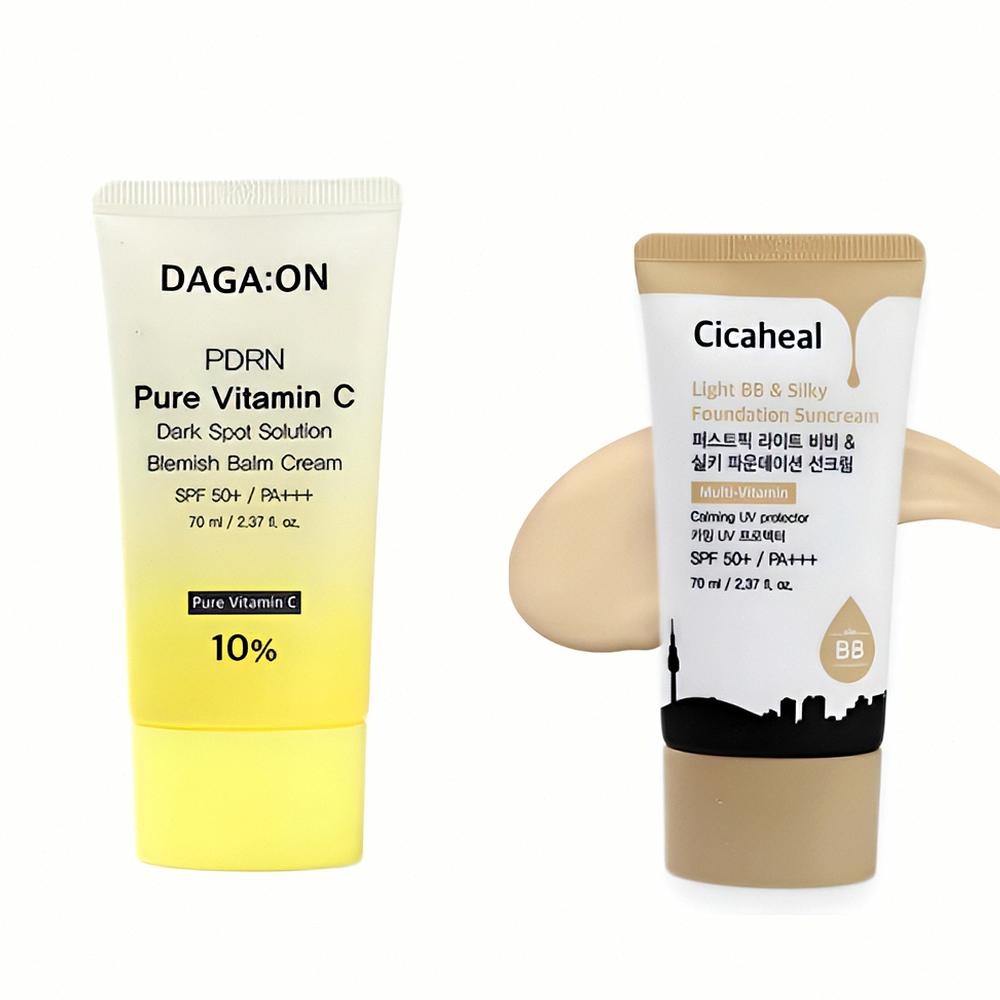 DAGA:ON
PDRN
Pure Vitamin C
Dark Spot Solution
Blemish Balm Cream
SPF 50+ / PA+++
70 ml / 2.37 fl. oz.
Pure Vitamin C
10%
Cicaheal
Light BB & Silky
Foundation Suncream
퍼스트픽 라이트 비비 &
실키 파운데이션 선크림
Multi-Vitamin
Calming UV protector
카밍 UV 프로텍터
SPF 50+ / PA+++
70 ml / 2.37 fl. oz.
BB